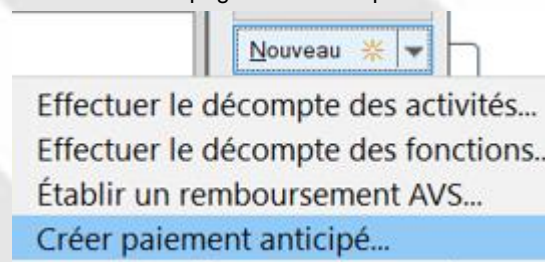 Nouveau
Effectuer le décompte des activités...
Effectuer le décompte des fonctions..
Établir un remboursement AVS...
Créer paiement anticipé...